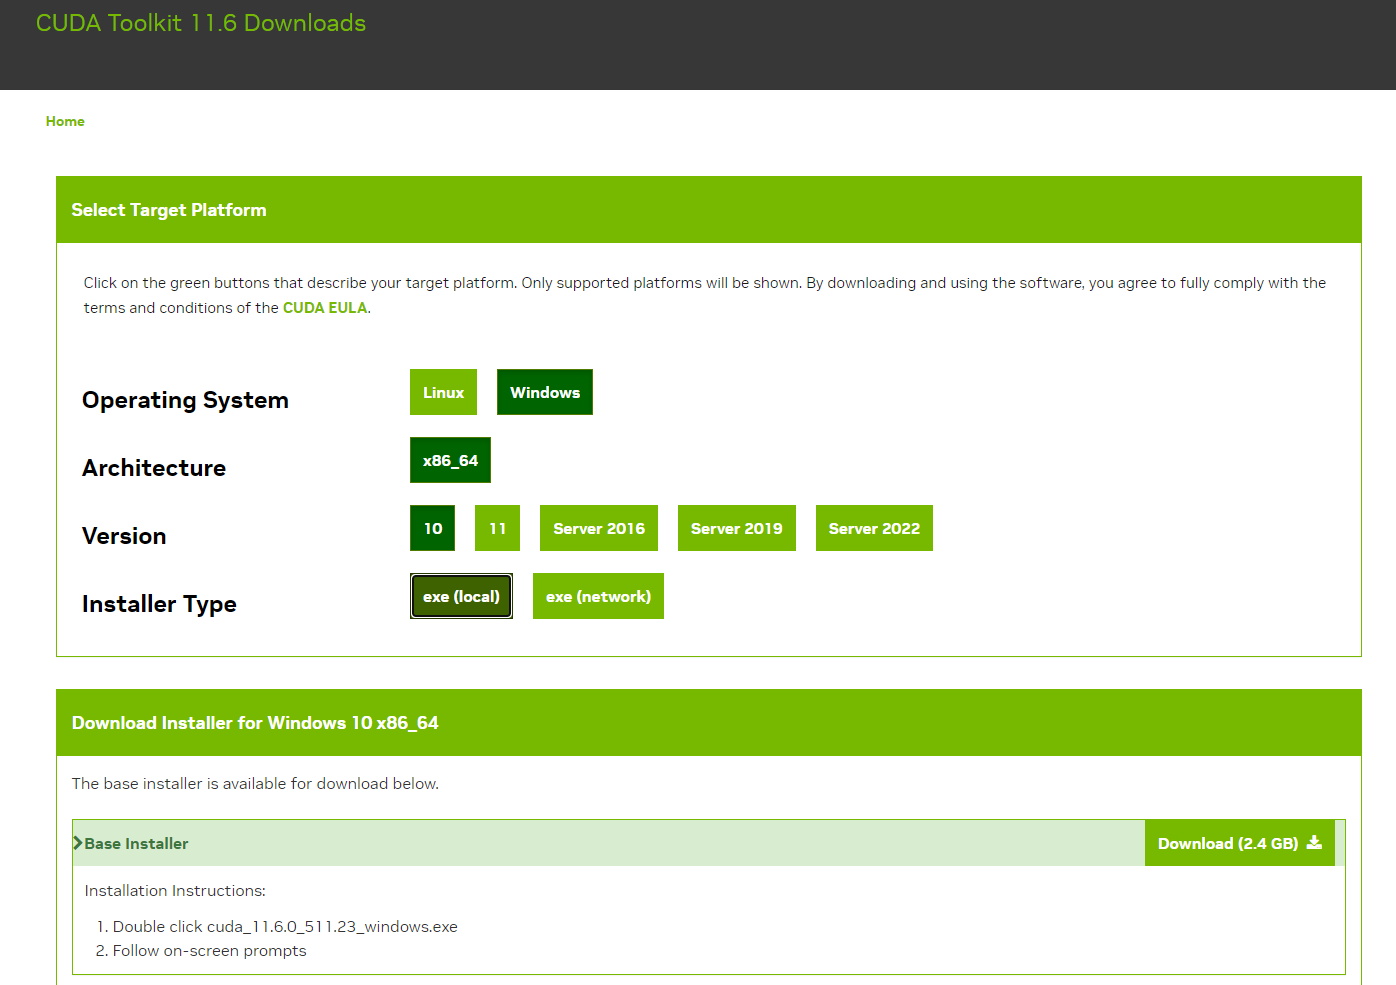 CUDA Toolkit 11.6 Downloads
Home
Select Target Platform
Click on the green buttons that describe your target platform. Only supported platforms will be shown. By downloading and using the software, you agree to fully comply with the
terms and conditions of the CUDA EULA.
Operating System
Linux
Windows
Architecture
x86_64
Version
10
11
Server 2016
Server 2019
Server 2022
Installer Type
exe (local)
exe (network)
Download Installer for Windows 10 x86_64
The base installer is available for download below.
Base Installer
Download (2.4 GB)
Installation Instructions:
1. Double click cuda_11.6.0_511.23_windows.exe
2. Follow on-screen prompts